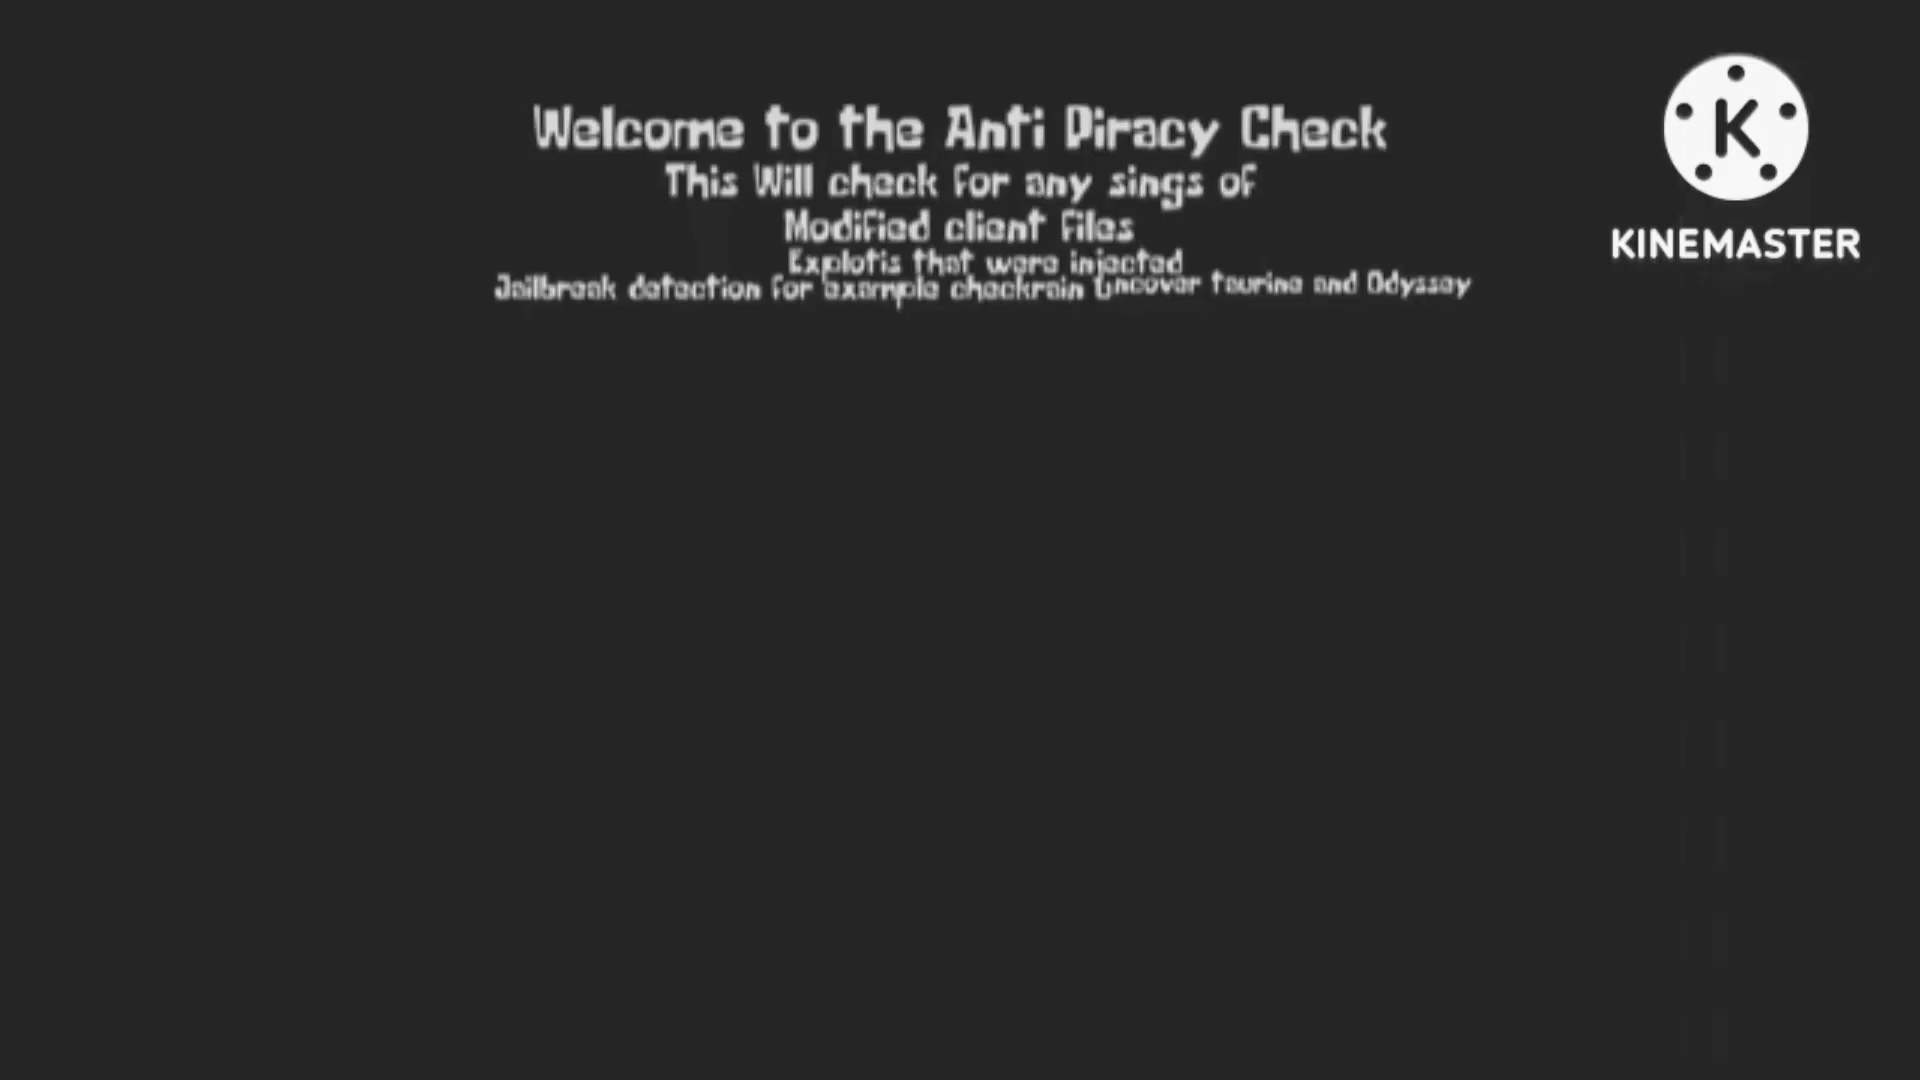 Welcome to the Anti Piracy Check
This Will check for any sings of
Modified client files
Explotis that were injected
Jailbreak detection for example checkrain Uncover taurine and Odyssey
K
KINEMASTER